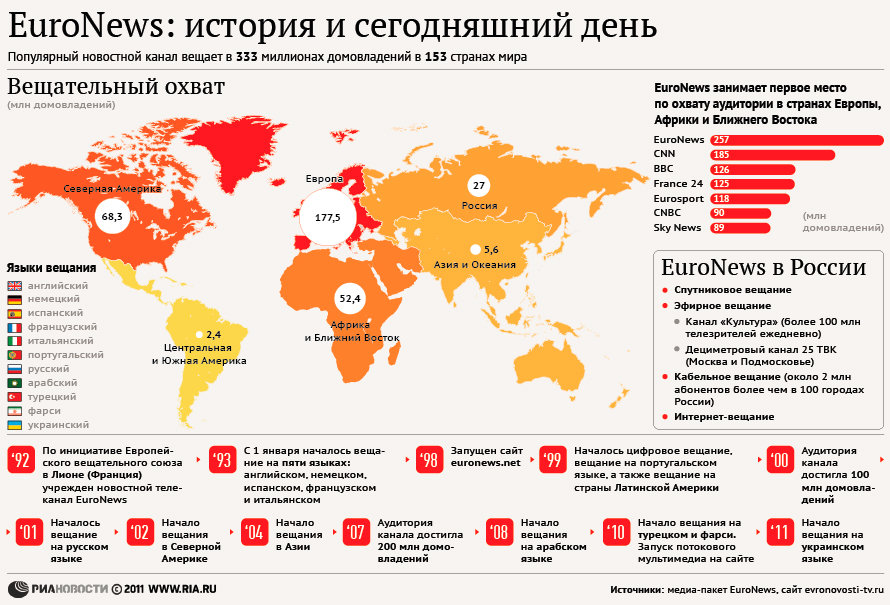 EuroNews: история и сегодняшний день
Популярный новостной канал вещает в 333 миллионах домовладений в 153 странах мира
Вещательный охват
(млн домовладений)
Северная Америка
68,3
Европа
177,5
27
Россия
5,6
Азия и Океания
52,4
Африка
и Ближний Восток
2,4
Центральная
и Южная Америка
Языки вещания
английский
немецкий
испанский
французский
итальянский
португальский
русский
арабский
турецкий
фарси
украинский
EuroNews занимает первое место
по охвату аудитории в странах Европы,
Африки и Ближнего Востока
EuroNews 257
CNN 185
BBC 126
France 24 125
Eurosport 118
CNBC 90
Sky News 89
(млн
домовладений)
EuroNews в России
Спутниковое вещание
Эфирное вещание
Канал «Культура» (более 100 млн
телезрителей ежедневно)
Дециметровый канал 25 ТВК
(Москва и Подмосковье)
Кабельное вещание (около 2 млн
абонентов более чем в 100 городах
России)
Интернет-вещание
‘92
По инициативе Европей-
ского вещательного союза
в Лионе (Франция)
учрежден новостной теле-
канал EuroNews
‘93
С 1 января началось веща-
ние на пяти языках:
английском, немецком,
испанском, французском
и итальянском
‘98
Запущен сайт
euronews.net
‘99
Началось цифровое вещание,
вещание на португальском
языке, а также вещание на
страны Латинской Америки
‘00
Аудитория
канала
достигла 100
млн домовла-
дений
‘01
Началось
вещание
на русском
языке
‘02
Начало
вещания
в Северной
Америке
‘04
Начало
вещания
в Азии
‘07
Аудитория
канала достигла
200 млн домо-
владений
‘08
Начало
вещания
на арабском
языке
‘10
Начало вещания на
турецком и фарси.
Запуск потокового
мультимедиа на сайте
‘11
Начало
вещания на
украинском
языке
РИАНОВОСТИ © 2011 WWW.RIA.RU
Источники: медиа-пакет EuroNews, сайт evronovosti-tv.ru